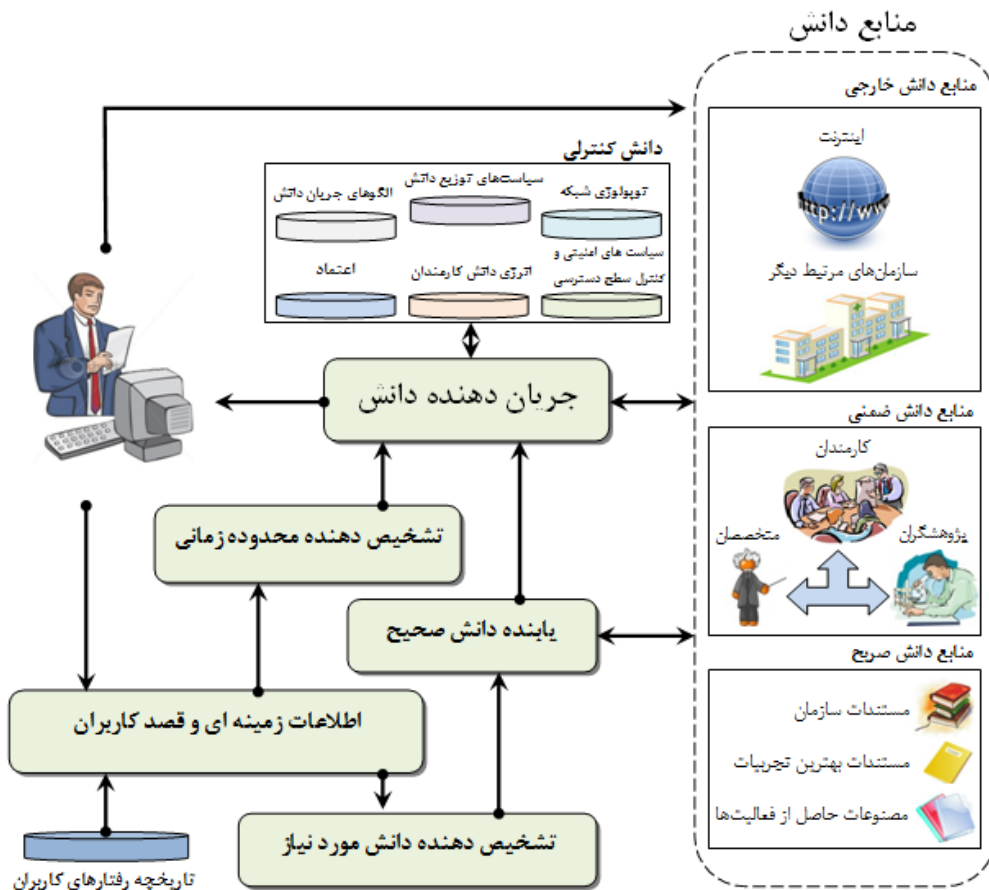 منابع دانش
منابع دانش خارجی
اینترنت
http://ww
سازمان‌های مرتبط دیگر
دانش کنترلی
توپولوژی شبکه
سیاست‌های توزیع دانش
الگوهای جریان دانش
سیاست های امنیتی و
کنترل سطح دسترسی
انرژی دانش کارمندان
اعتماد
جریان دهنده دانش
منابع دانش ضمنی
کارمندان
پژوهشگران
متخصصان
تشخیص دهنده محدوده زمانی
یابنده دانش صحیح
منابع دانش صریح
مستندات سازمان
مستندات بهترین تجربیات
مصنوعات حاصل از فعالیت‌ها
اطلاعات زمینه ای و قصد کاربران
تشخیص دهنده دانش مورد نیاز
تاریخچه رفتارهای کاربران